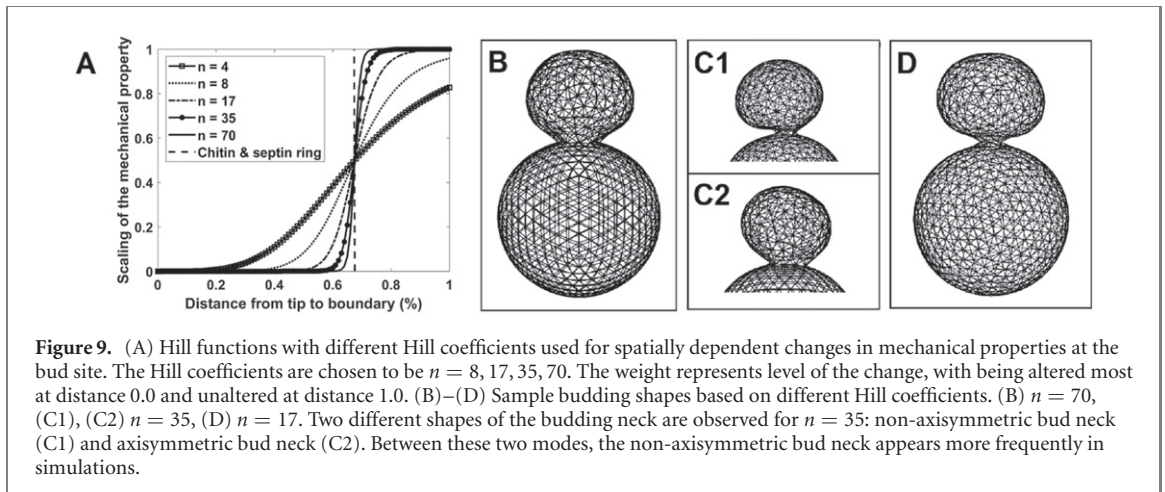 A
Scaling of the mechanical property
1
0.8
0.6
0.4
0.2
0
n = 4
n = 8
n = 17
n = 35
n = 70
Chitin & septin ring
0 0.2 0.4 0.6 0.8 1
Distance from tip to boundary (%)
B
C1
C2
D
Figure 9. (A) Hill functions with different Hill coefficients used for spatially dependent changes in mechanical properties at the
bud site. The Hill coefficients are chosen to be n = 8, 17, 35, 70. The weight represents level of the change, with being altered most
at distance 0.0 and unaltered at distance 1.0. (B)–(D) Sample budding shapes based on different Hill coefficients. (B) n = 70,
(C1), (C2) n = 35, (D) n = 17. Two different shapes of the budding neck are observed for n = 35: non-axisymmetric bud neck
(C1) and axisymmetric bud neck (C2). Between these two modes, the non-axisymmetric bud neck appears more frequently in
simulations.